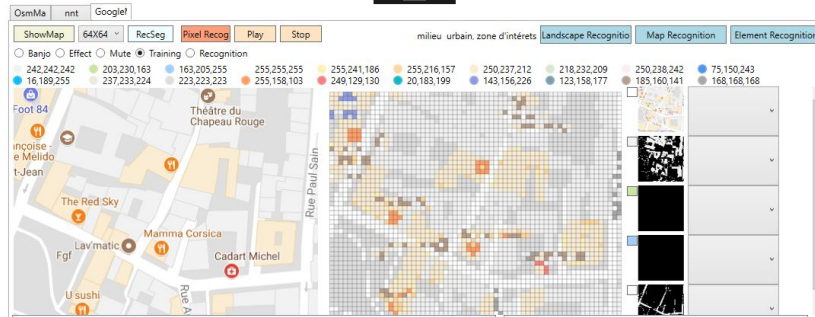 OsmMa nnt Googlel
ShowMap 64X64 RecSeg Pixel Recog Play Stop milieu urbain, zone d'intérets Landscape Recognitio Map Recognition Element Recognition
Banjo Effect Mute Training Recognition
242,242,242 203,230,163 163,205,255 255,255,255 255,241,186 255,216,157 250,237,212 218,232,209 250,238,242 75,150,243
16,189,255 237,233,224 223,223,223 255,158,103 249,129,130 20,183,199 143,156,226 123,158,177 185,160,141 168,168,168
Foot 84
Théâtre du
Chapeau Rouge
nçoise -
e Melido
t-Jean
Rue Paul Sain
The Red Sky
Mamma Corsica
Lav'matic
Fgf
Cadart Michel
U sushi
Rue A